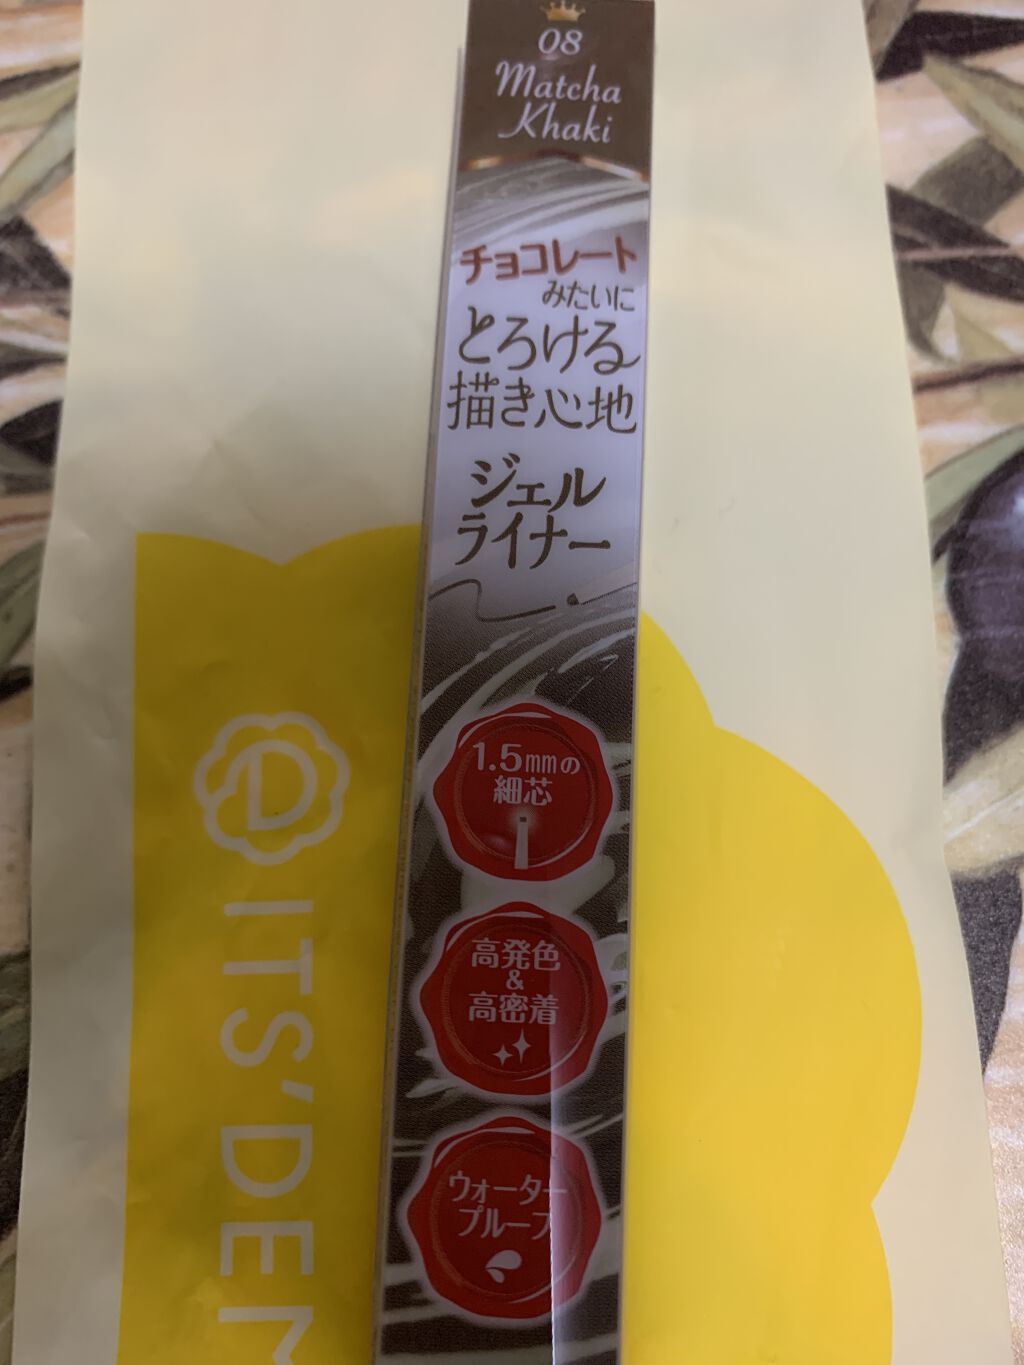 08
Matcha
Khaki
チョコレート
みたいに
とろける
描き心地
ジェル
ライナー
1.5mmの
細芯
高発色
&
高密着
ウォーター
プルーフ
e
ITS'DEM